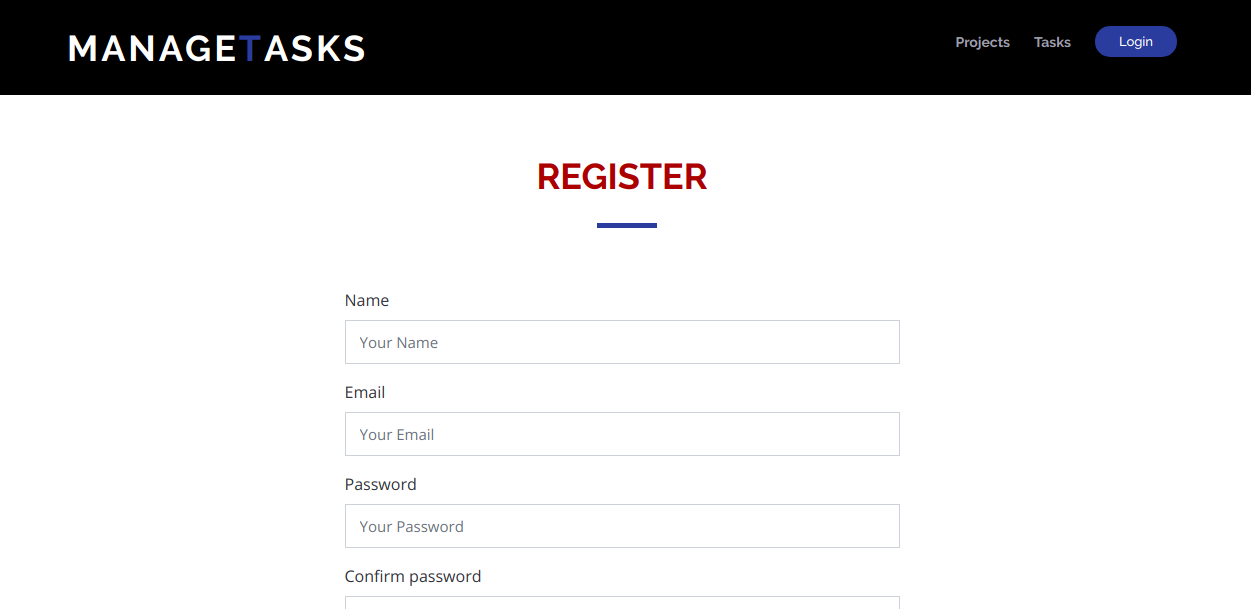 MANAGETASKS
Projects Tasks Login
REGISTER
Name
Your Name
Email
Your Email
Password
Your Password
Confirm password